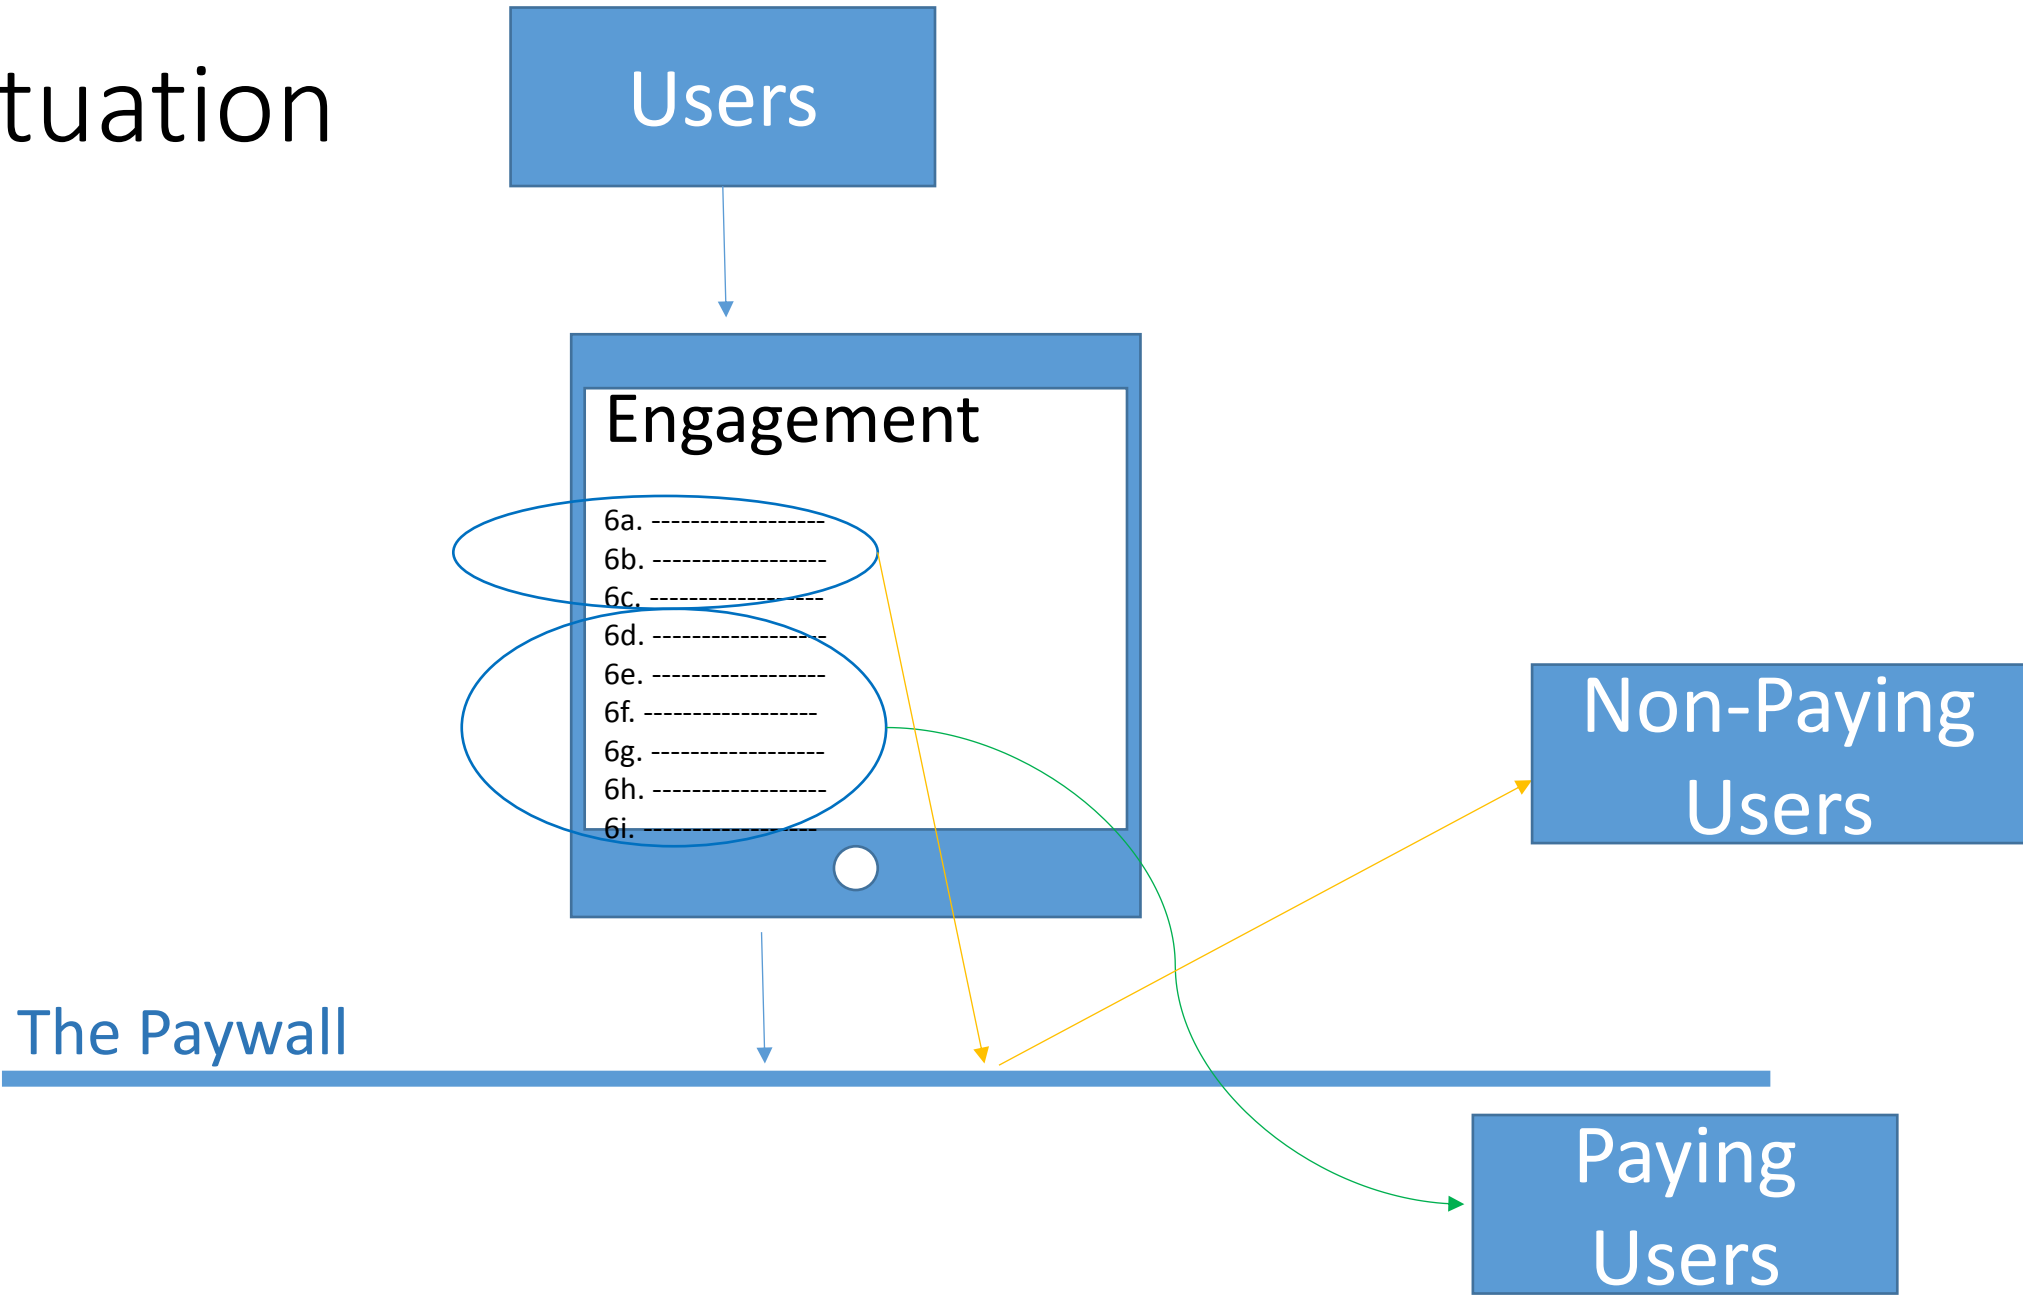 tuation
Users
Engagement
6a. ------------------
6b. ------------------
6c. ------------------
6d. ------------------
6e. ------------------
6f. ------------------
6g. ------------------
6h. ------------------
6i. ------------------
Non-Paying
Users
The Paywall
Paying
Users